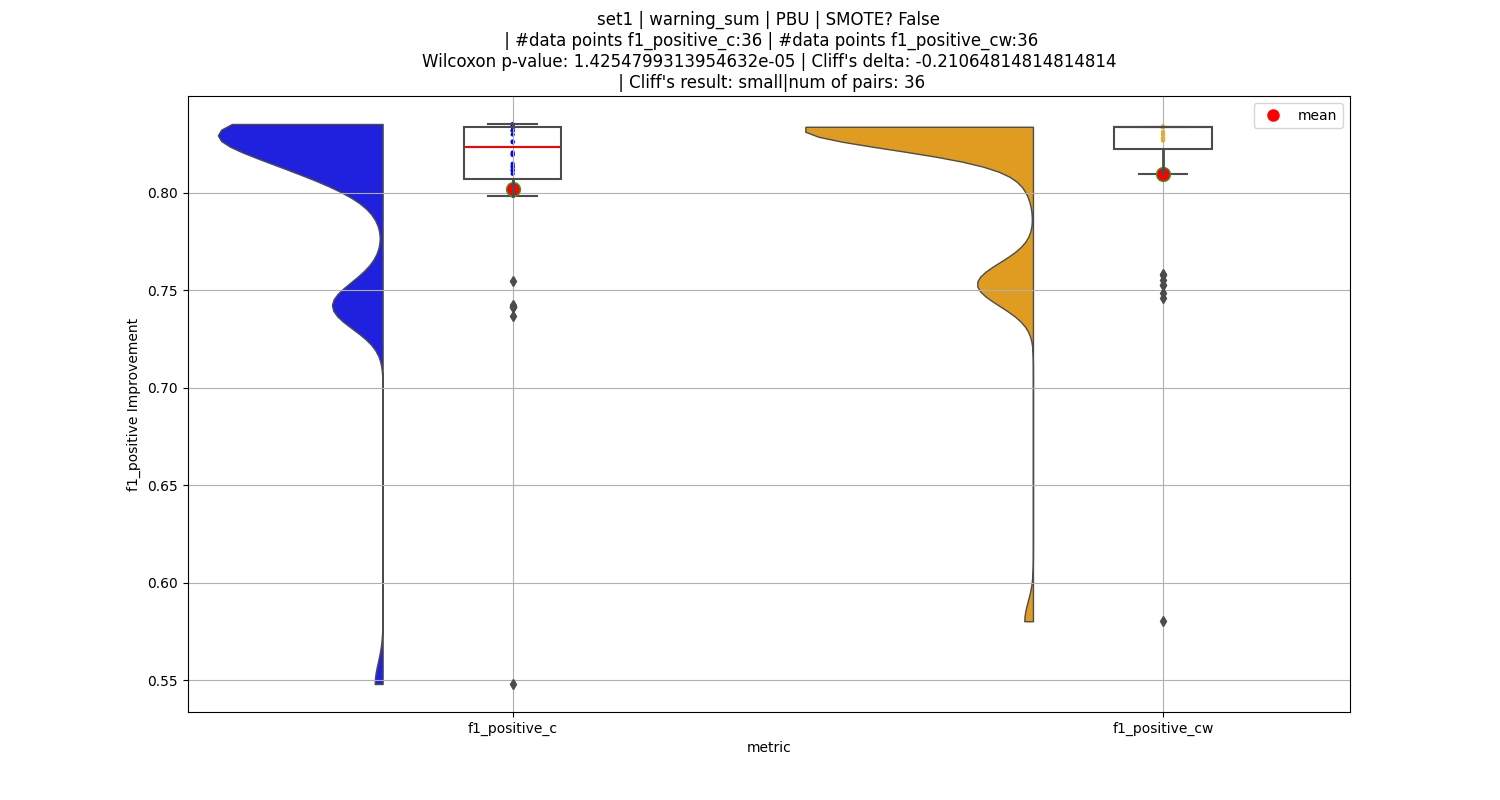 set1 | warning_sum | PBU | SMOTE? False
| #data points f1_positive_c:36 | #data points f1_positive_cw:36
Wilcoxon p-value: 1.4254799313954632e-05 | Cliff's delta: -0.21064814814814814
| Cliff's result: small|num of pairs: 36
mean
0.80
0.75
0.70
0.65
0.60
0.55
f1_positive Improvement
f1_positive_c
f1_positive_cw
metric